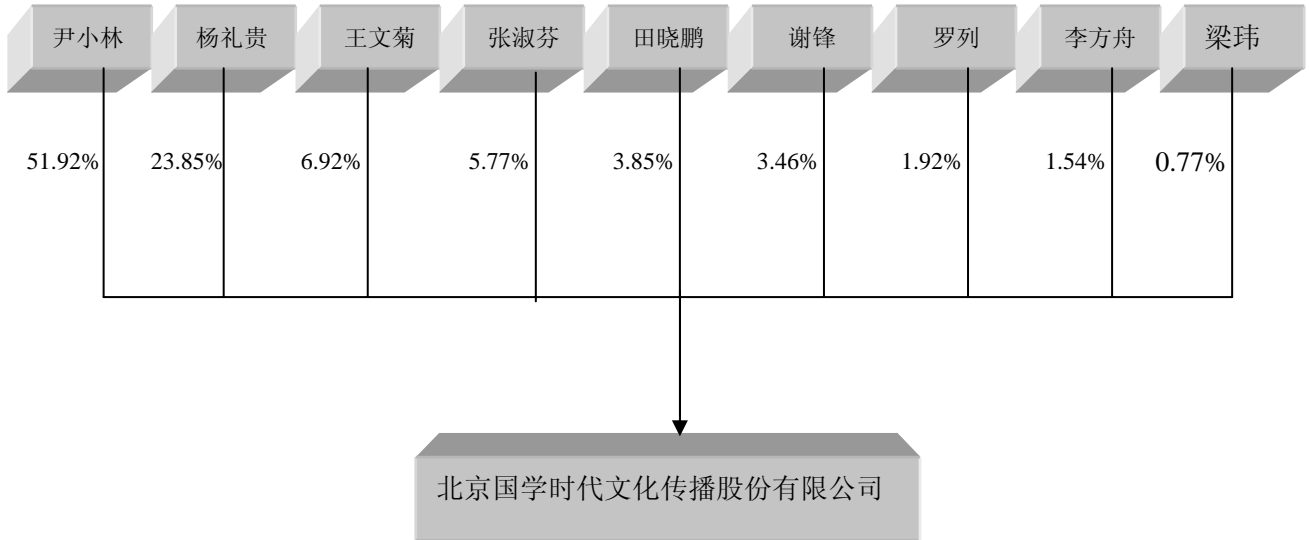 尹小林 杨礼贵 王文菊 张淑芬 田晓鹏 谢锋 罗列 李方舟 梁玮
51.92% 23.85% 6.92% 5.77% 3.85% 3.46% 1.92% 1.54% 0.77%
北京国学时代文化传播股份有限公司